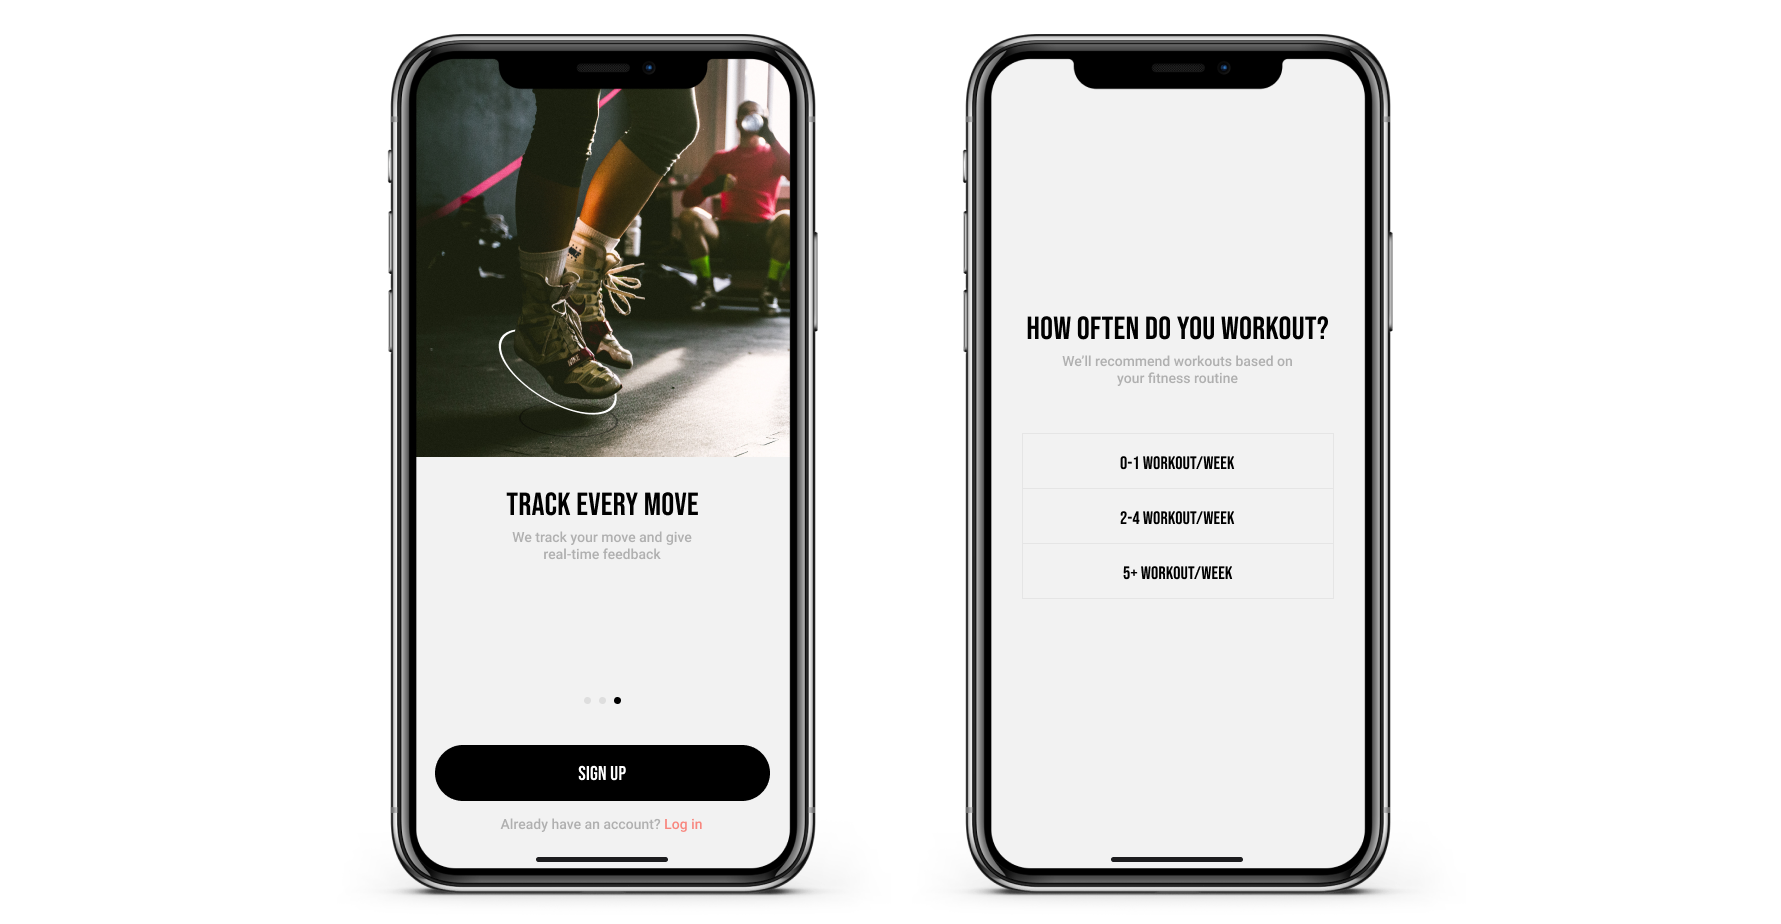 TRACK EVERY MOVE
We track your move and give
real-time feedback
SIGN UP
Already have an account? Log in
HOW OFTEN DO YOU WORKOUT?
We'll recommend workouts based on
your fitness routine
0-1 WORKOUT/WEEK
2-4 WORKOUT/WEEK
5+ WORKOUT/WEEK